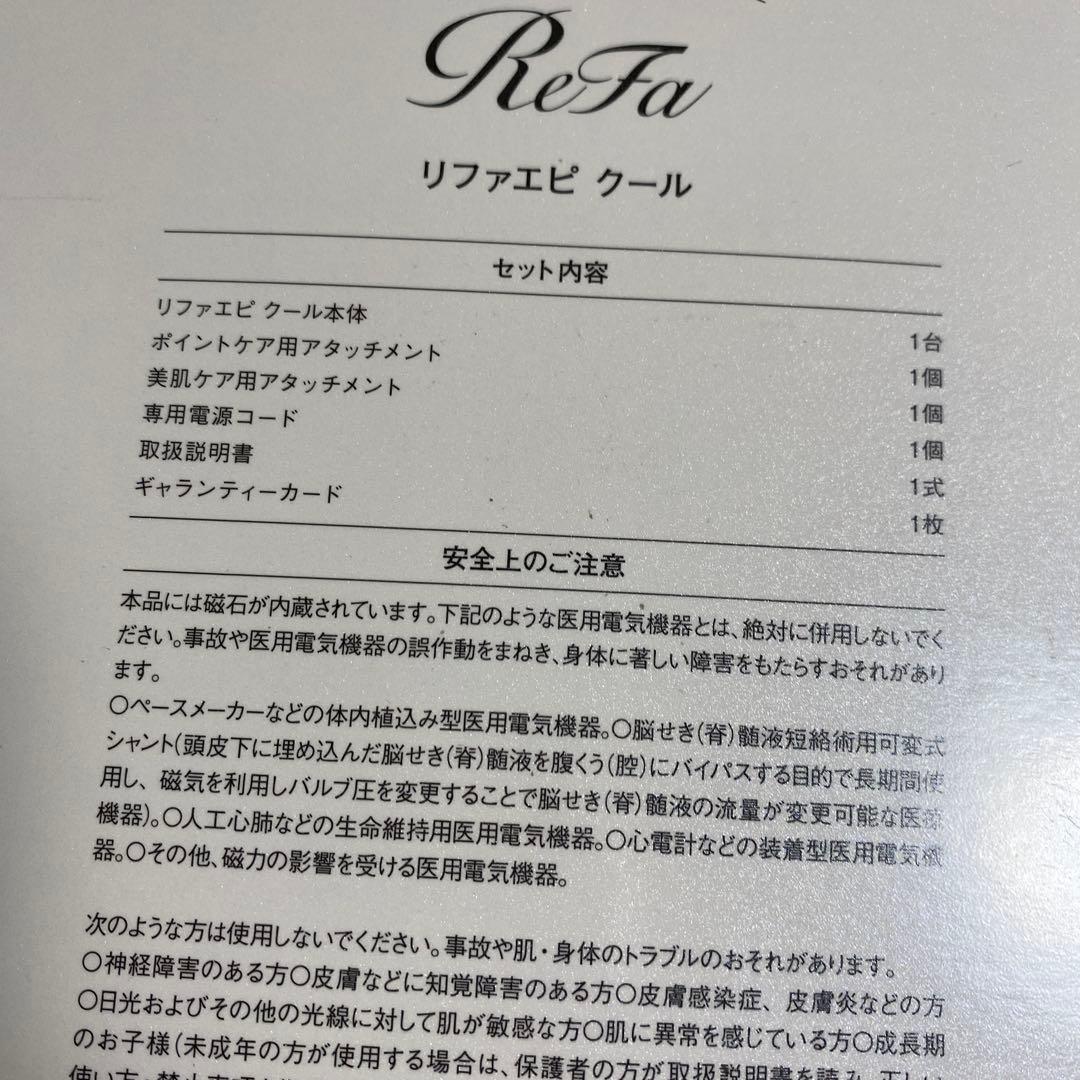 ReFa
リファエピ クール
セット内容
リファエピ クール本体 1台
ポイントケア用アタッチメント 1個
美肌ケア用アタッチメント 1個
専用電源コード 1個
取扱説明書 1式
ギャランティーカード 1枚
安全上のご注意
本品には磁石が内蔵されています。下記のような医用電気機器とは、絶対に併用しないでく
ださい。事故や医用電気機器の誤作動をまねき、身体に著しい障害をもたらすおそれがあり
ます。
○ペースメーカーなどの体内植込み型医用電気機器。○脳せき(脊)髄液短絡術用可変式
シャント(頭皮下に埋め込んだ脳せき(脊)髄液を腹くう(腔)にバイパスする目的で長期間使
用し、磁気を利用しバルブ圧を変更することで脳せき(脊)髄液の流量が変更可能な医療
機器)。○人工心肺などの生命維持用医用電気機器。○心電計などの装着型医用電気機
器。○その他、磁力の影響を受ける医用電気機器。
次のような方は使用しないでください。事故や肌・身体のトラブルのおそれがあります。
○神経障害のある方○皮膚などに知覚障害のある方○皮膚感染症、皮膚炎などの方
○日光およびその他の光線に対して肌が敏感な方○肌に異常を感じている方○成長期
のお子様(未成年の方が使用する場合は、保護者の方が取扱説明書を読み、正しい
使い方